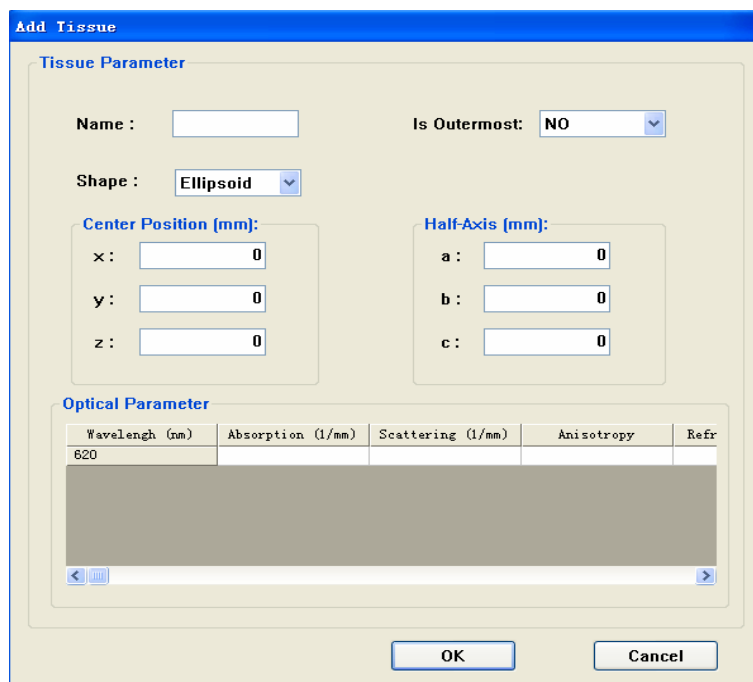 Add Tissue
Tissue Parameter
Name :
Is Outermost: NO
Shape : Ellipsoid
Center Position (mm):
Half-Axis (mm):
x : 0
a : 0
y : 0
b : 0
z : 0
c : 0
Optical Parameter
Wavelengh (nm) Absorption (1/mm) Scattering (1/mm) Anisotropy Refr
620
OK Cancel